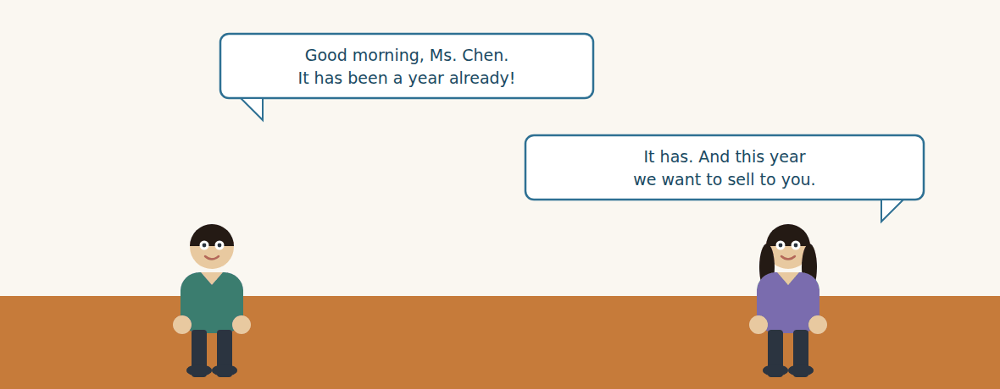 Good morning, Ms. Chen.
It has been a year already!
It has. And this year
we want to sell to you.